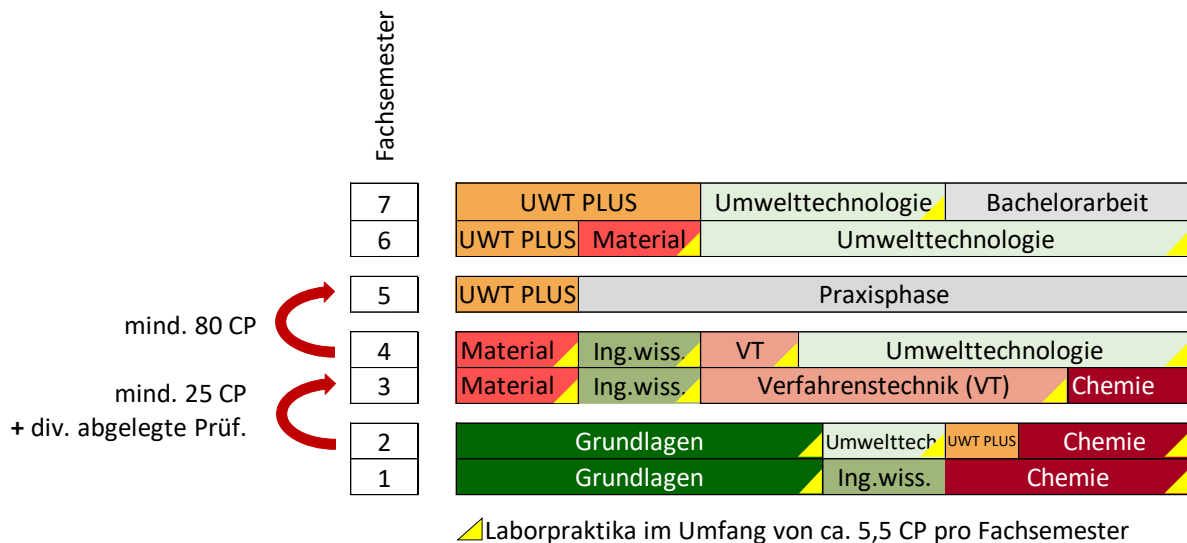 Fachsemester
7 UWT PLUS Umwelttechnologie Bachelorarbeit
6 UWT PLUS Material Umwelttechnologie
5 UWT PLUS Praxisphase
mind. 80 CP
4 Material Ing.wiss. VT Umwelttechnologie
3 Material Ing.wiss. Verfahrenstechnik (VT) Chemie
mind. 25 CP
+ div. abgelegte Prüf.
2 Grundlagen Umwelttech UWT PLUS Chemie
1 Grundlagen Ing.wiss. Chemie
Laborpraktika im Umfang von ca. 5,5 CP pro Fachsemester